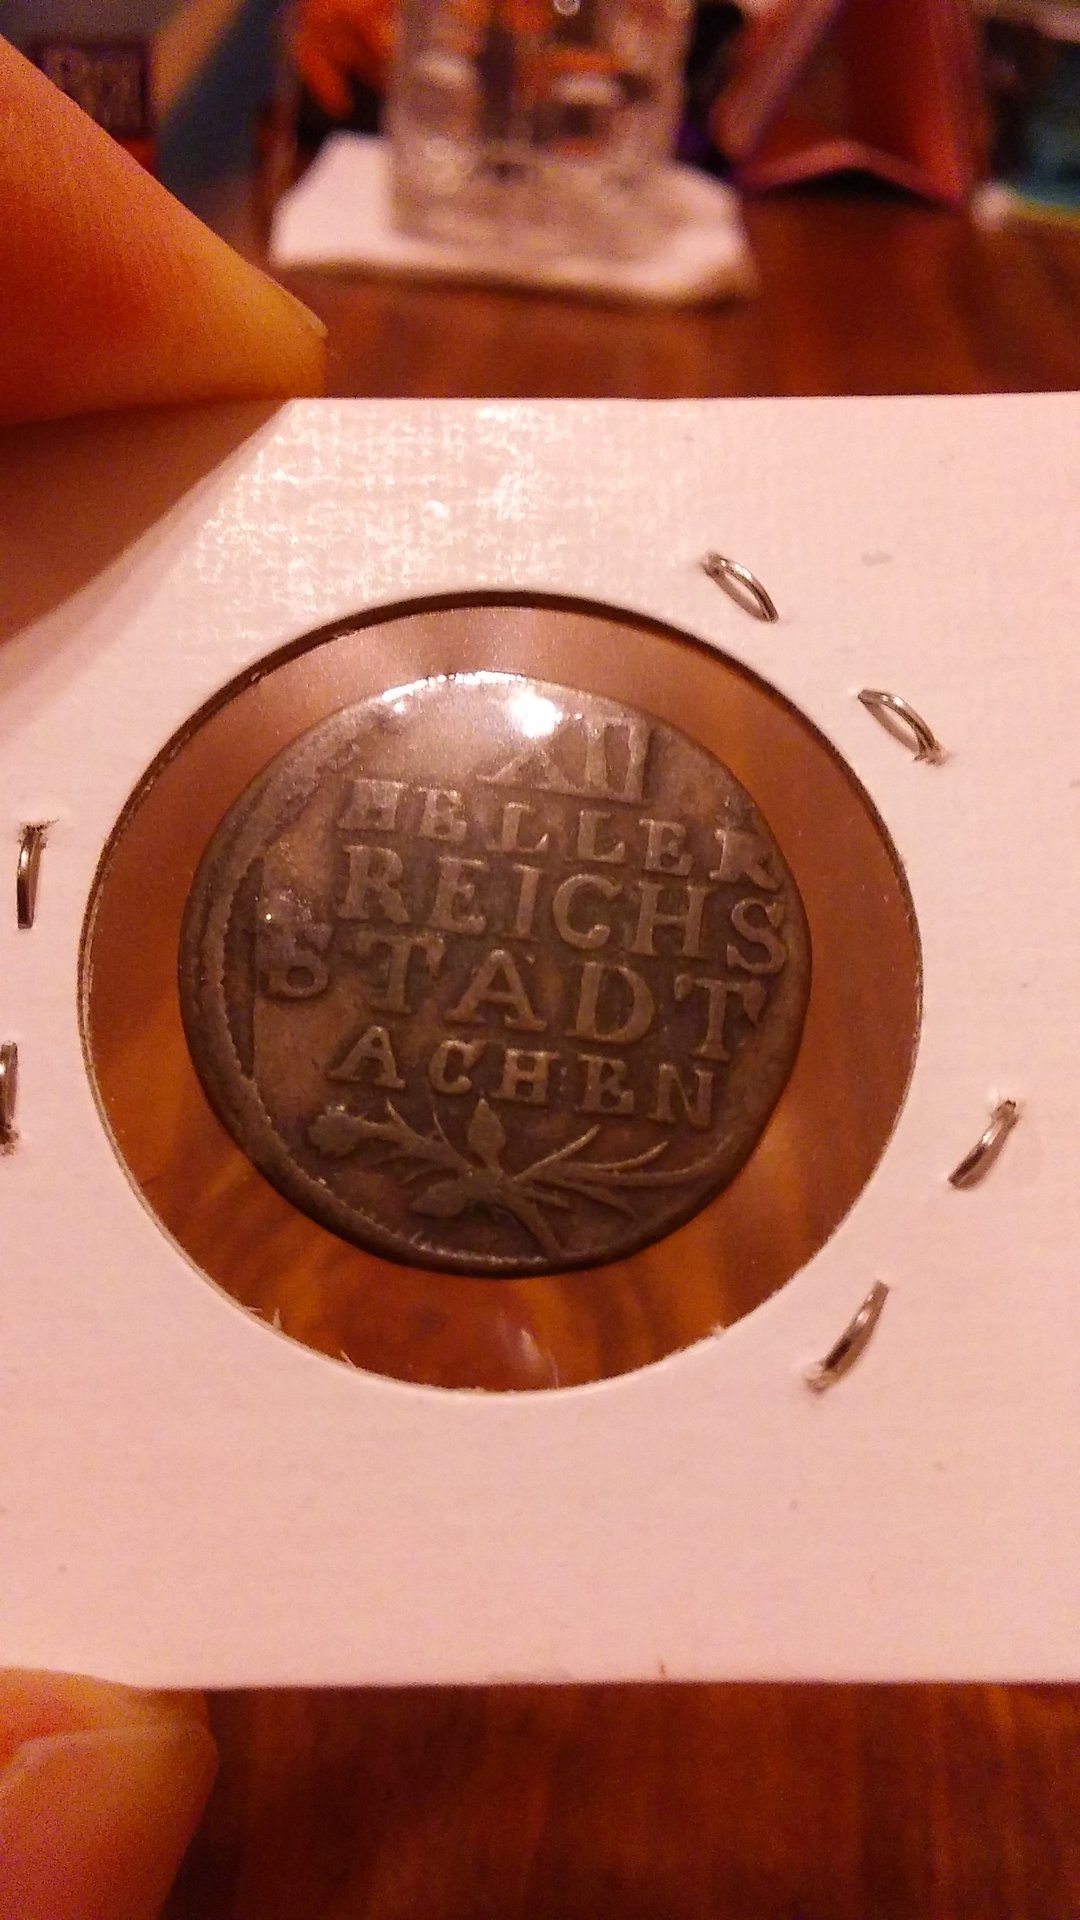 XII
HELLER
REICHS
STADT
ACHEN